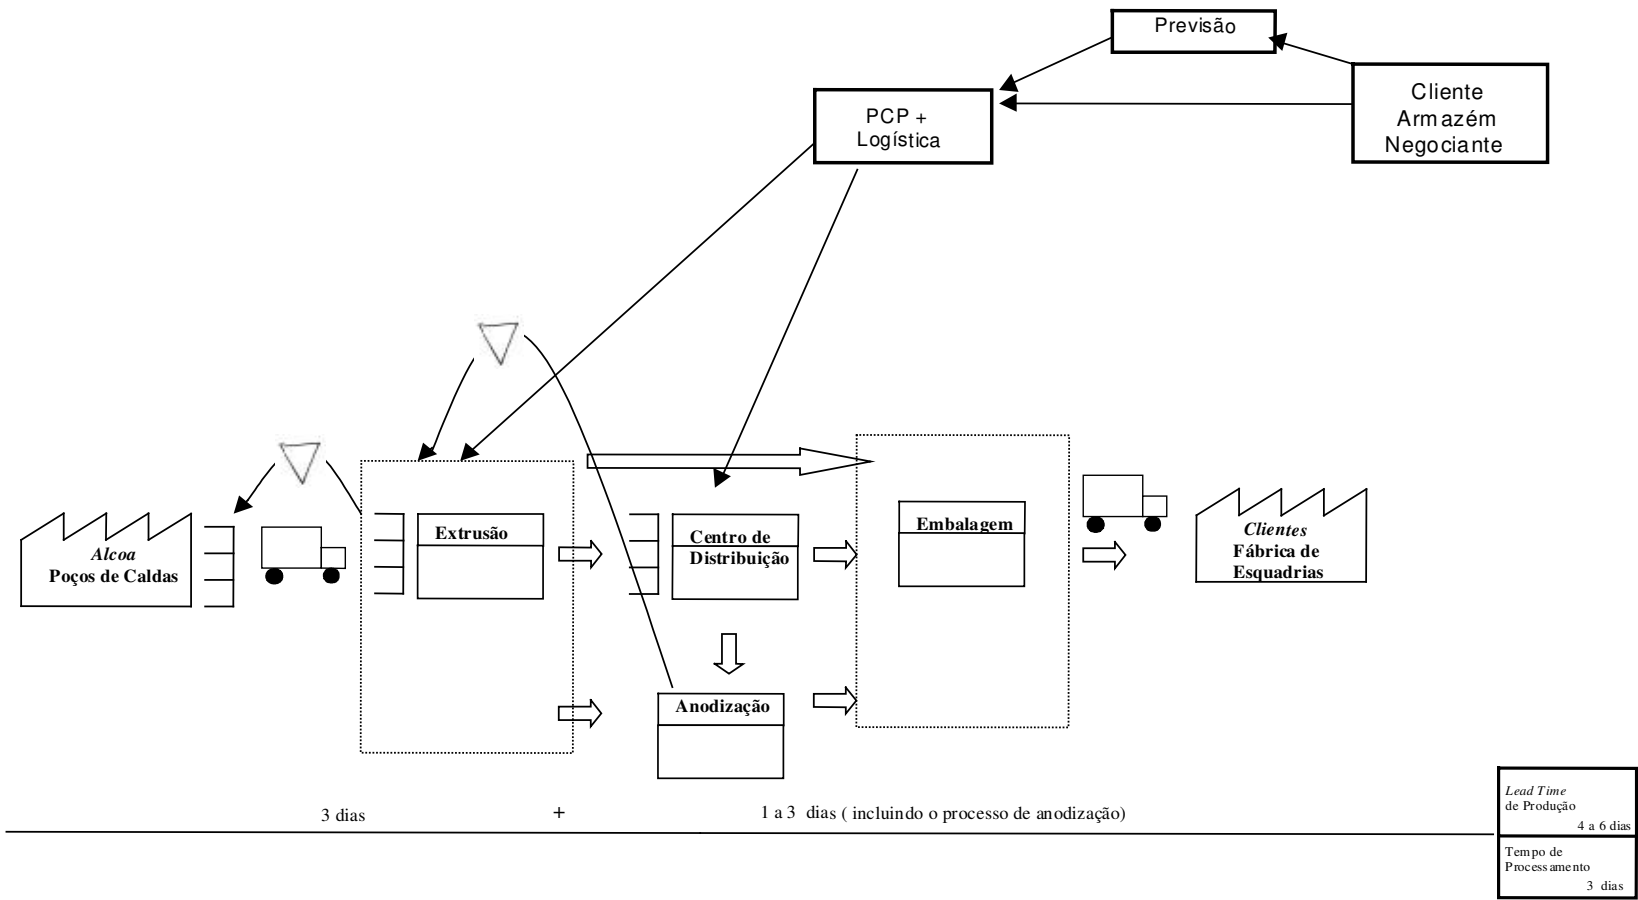 Previsão
Cliente
Armazém
Negociante
PCP +
Logística
Alcoa
Poços de Caldas
Extrusão
Centro de
Distribuição
Embalagem
Clientes
Fábrica de
Esquadrias
Anodização
3 dias
+
1 a 3 dias ( incluindo o processo de anodização)
Lead Time
de Produção
4 a 6 dias
Tempo de
Processamento
3 dias